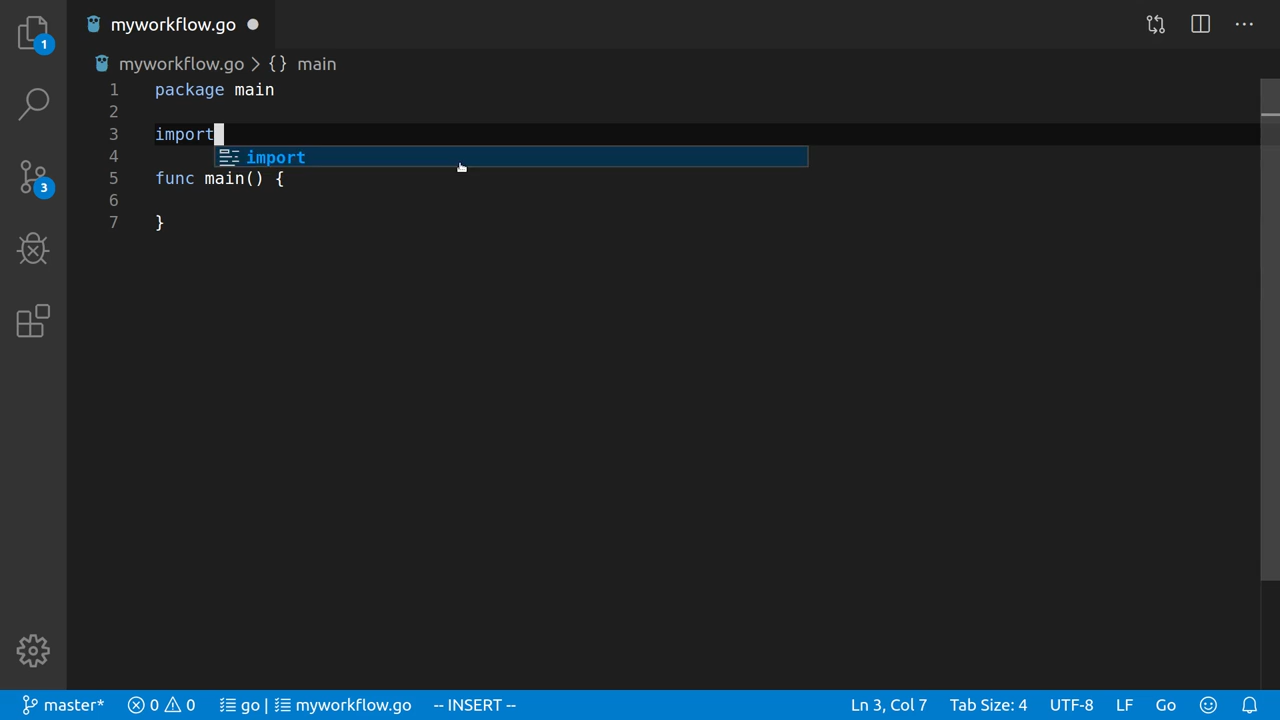 myworkflow.go
1
myworkflow.go > {} main
1 package main
2
3 import
import
4
5 func main() {
3
6
7 }
master* 0 0 go | myworkflow.go -- INSERT -- Ln 3, Col 7 Tab Size: 4 UTF-8 LF Go